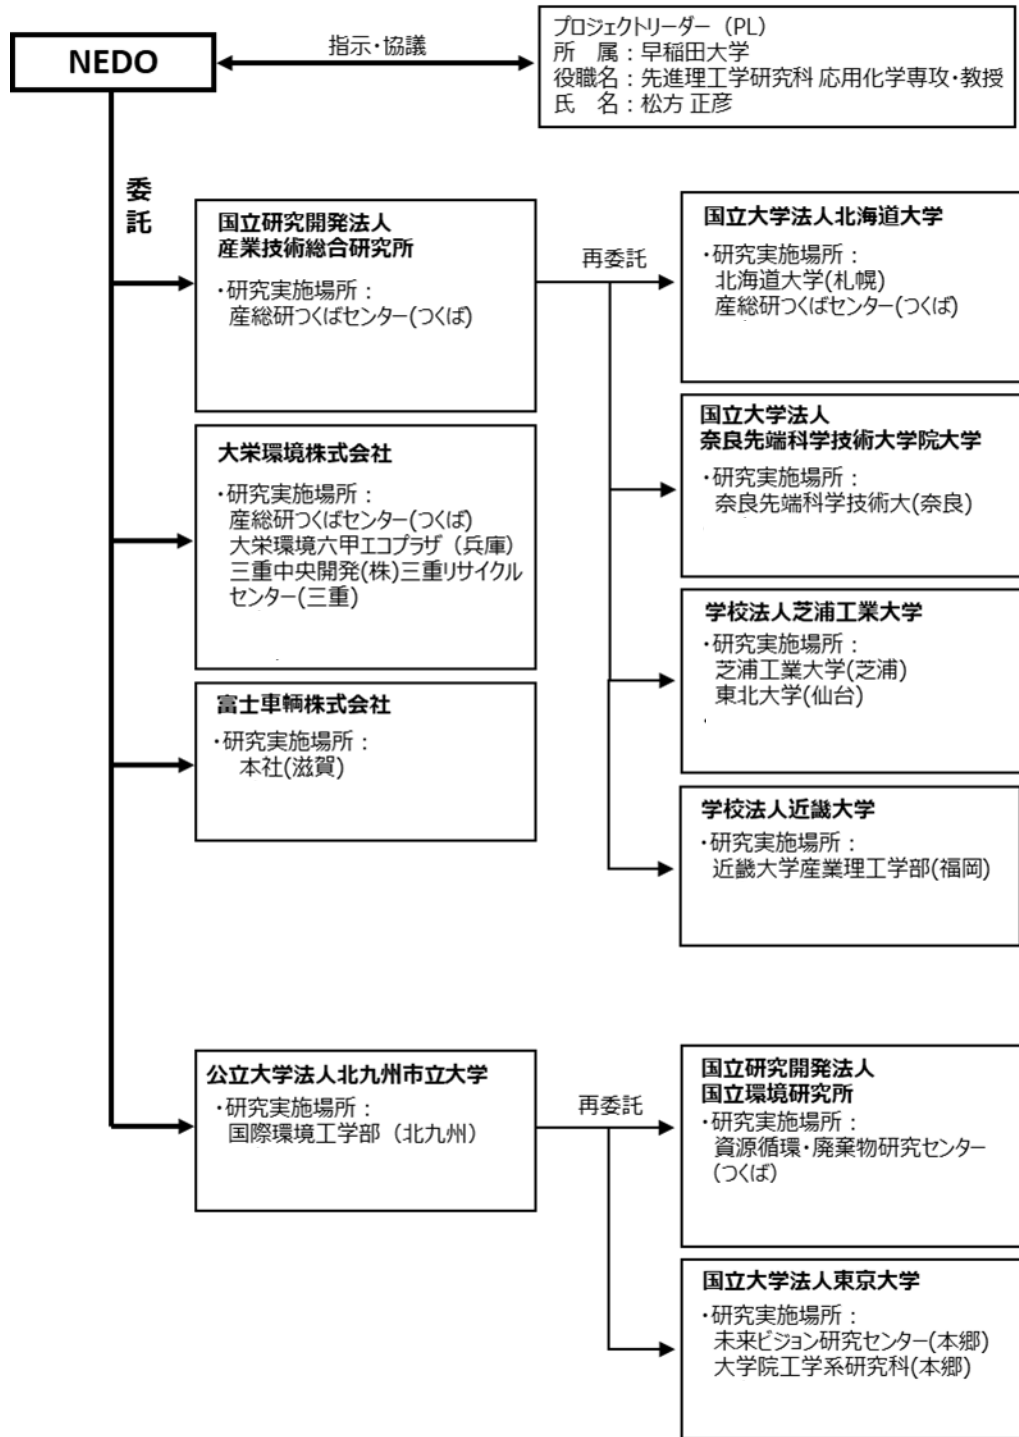 NEDO
指示・協議
プロジェクトリーダー（PL）
所　属：早稲田大学
役職名：先進理工学研究科 応用化学専攻・教授
氏　名：松方 正彦
委託
国立研究開発法人
産業技術総合研究所
・研究実施場所：
産総研つくばセンター(つくば)
再委託
国立大学法人北海道大学
・研究実施場所：
北海道大学(札幌)
産総研つくばセンター(つくば)
国立大学法人
奈良先端科学技術大学院大学
・研究実施場所：
奈良先端科学技術大(奈良)
大栄環境株式会社
・研究実施場所：
産総研つくばセンター(つくば)
大栄環境六甲エコプラザ（兵庫）
三重中央開発(株)三重リサイクル
センター(三重)
学校法人芝浦工業大学
・研究実施場所：
芝浦工業大学(芝浦)
東北大学(仙台)
富士車輌株式会社
・研究実施場所：
本社(滋賀)
学校法人近畿大学
・研究実施場所：
近畿大学産業理工学部(福岡)
公立大学法人北九州市立大学
・研究実施場所：
国際環境工学部（北九州）
再委託
国立研究開発法人
国立環境研究所
・研究実施場所：
資源循環・廃棄物研究センター
(つくば)
国立大学法人東京大学
・研究実施場所：
未来ビジョン研究センター(本郷)
大学院工学系研究科(本郷)